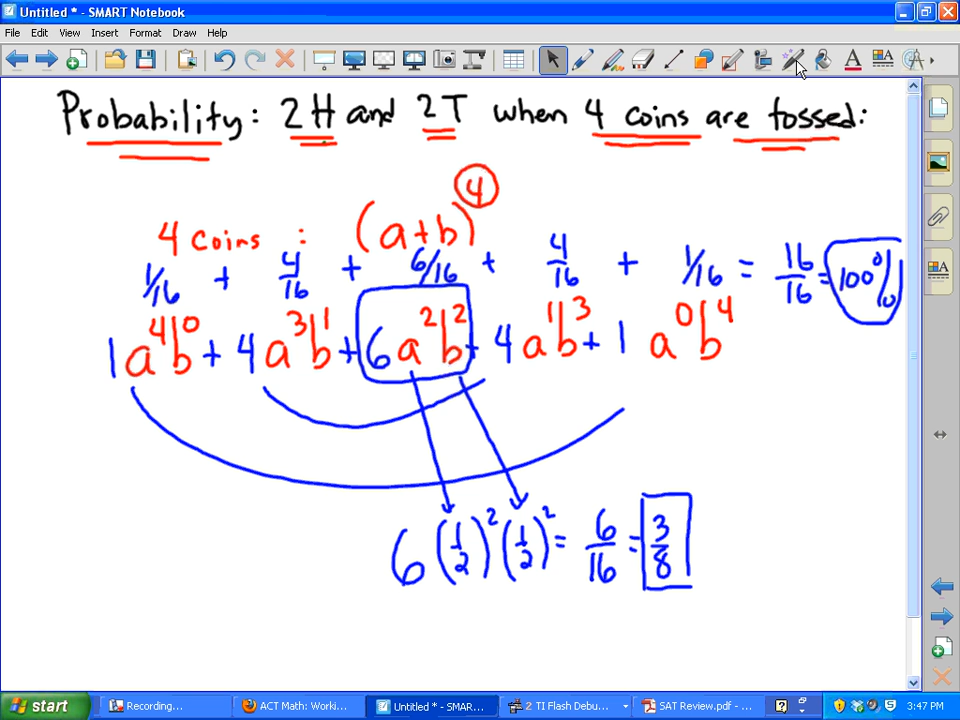 Untitled * - SMART Notebook
File Edit View Insert Format Draw Help
Probability: 2H and 2T when 4 coins are tossed:
4 coins : (a+b)⁴
1/16 + 4/16 + 6/16 + 4/16 + 1/16 = 16/16 = 100%
1a⁴b⁰ + 4a³b¹ + 6a²b² + 4a¹b³ + 1a⁰b⁴
6(1/2)²(1/2)² = 6/16 = 3/8
start Recording... ACT Math: Worki... Untitled * - SMAR... 2 TI Flash Debu... SAT Review.pdf - ... 3:47 PM